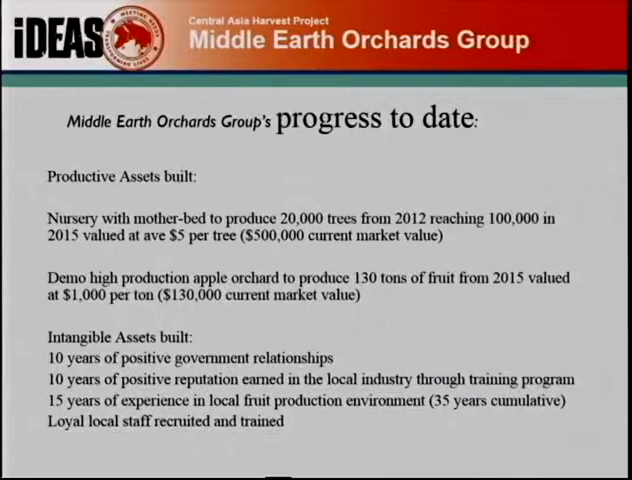 iDEAS
MEETING NEEDS
TRANSFORMING LIVES
Central Asia Harvest Project
Middle Earth Orchards Group
Middle Earth Orchards Group's progress to date:
Productive Assets built:
Nursery with mother-bed to produce 20,000 trees from 2012 reaching 100,000 in
2015 valued at ave $5 per tree ($500,000 current market value)
Demo high production apple orchard to produce 130 tons of fruit from 2015 valued
at $1,000 per ton ($130,000 current market value)
Intangible Assets built:
10 years of positive government relationships
10 years of positive reputation earned in the local industry through training program
15 years of experience in local fruit production environment (35 years cumulative)
Loyal local staff recruited and trained